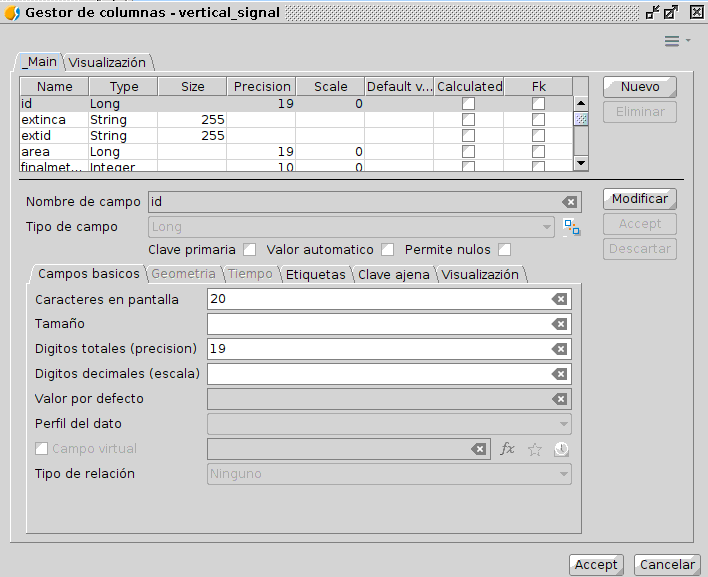 Gestor de columnas - vertical_signal
_Main Visualización
Name Type Size Precision Scale Default v... Calculated Fk
id Long 19 0
extinca String 255
extid String 255
area Long 19 0
finalmet... Integer 10 0
Nuevo
Eliminar
Nombre de campo id
Tipo de campo Long
Clave primaria Valor automatico Permite nulos
Modificar
Accept
Descartar
Campos basicos Geometria Tiempo Etiquetas Clave ajena Visualización
Caracteres en pantalla 20
Tamaño
Digitos totales (precision) 19
Digitos decimales (escala)
Valor por defecto
Perfil del dato
Campo virtual fx
Tipo de relación Ninguno
Accept Cancelar